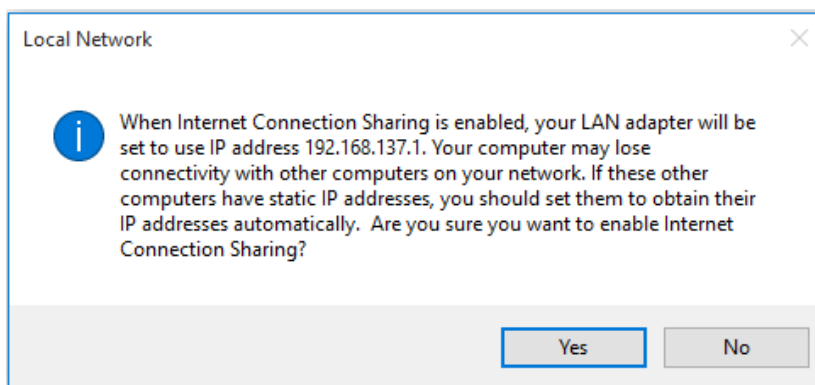 Local Network
When Internet Connection Sharing is enabled, your LAN adapter will be
set to use IP address 192.168.137.1. Your computer may lose
connectivity with other computers on your network. If these other
computers have static IP addresses, you should set them to obtain their
IP addresses automatically.  Are you sure you want to enable Internet
Connection Sharing?
Yes No